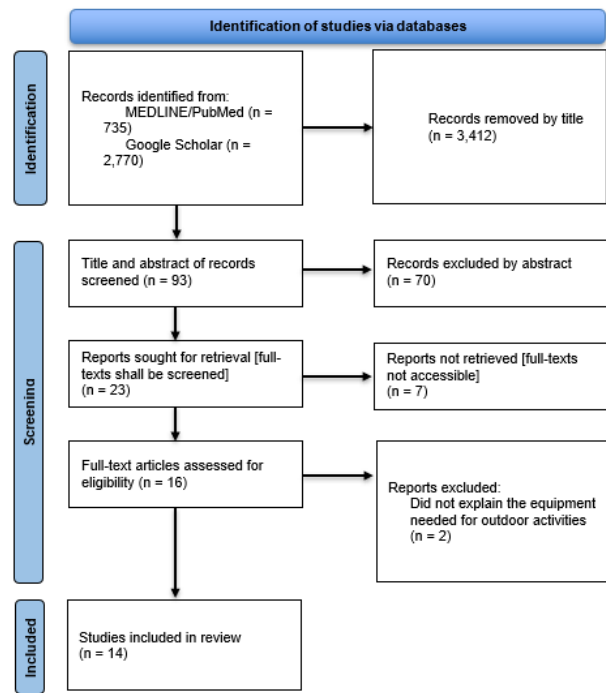 Identification of studies via databases
Identification
Records identified from:
MEDLINE/PubMed (n =
735)
Google Scholar (n =
2,770)
Records removed by title
(n = 3,412)
Screening
Title and abstract of records
screened (n = 93)
Records excluded by abstract
(n = 70)
Reports sought for retrieval [full-
texts shall be screened]
(n = 23)
Reports not retrieved [full-texts
not accessible]
(n = 7)
Full-text articles assessed for
eligibility (n = 16)
Reports excluded:
Did not explain the equipment
needed for outdoor activities
(n = 2)
Included
Studies included in review
(n = 14)